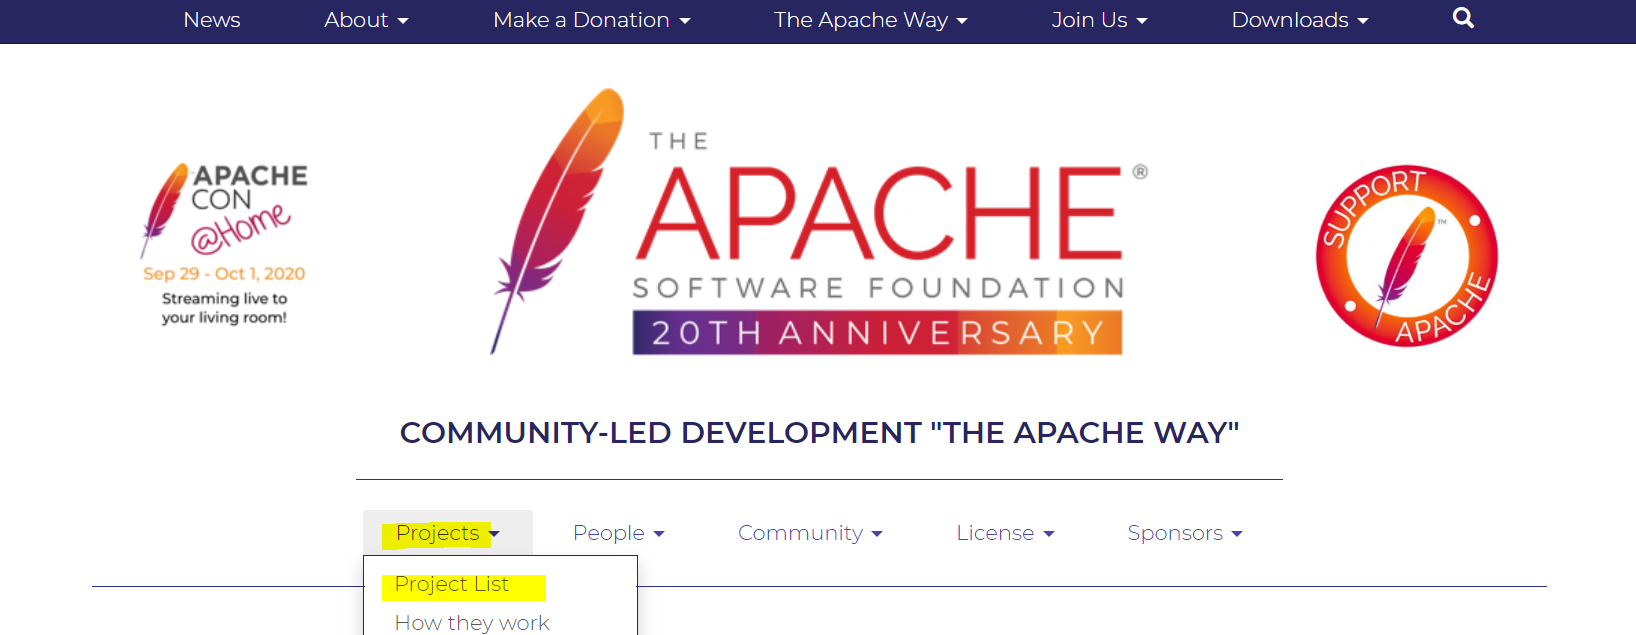 News About Make a Donation The Apache Way Join Us Downloads
APACHE
CON
@Home
Sep 29 - Oct 1, 2020
Streaming live to
your living room!
THE
APACHE®
SOFTWARE FOUNDATION
20TH ANNIVERSARY
SUPPORT
TM
APACHE
COMMUNITY-LED DEVELOPMENT "THE APACHE WAY"
Projects People Community License Sponsors
Project List
How they work